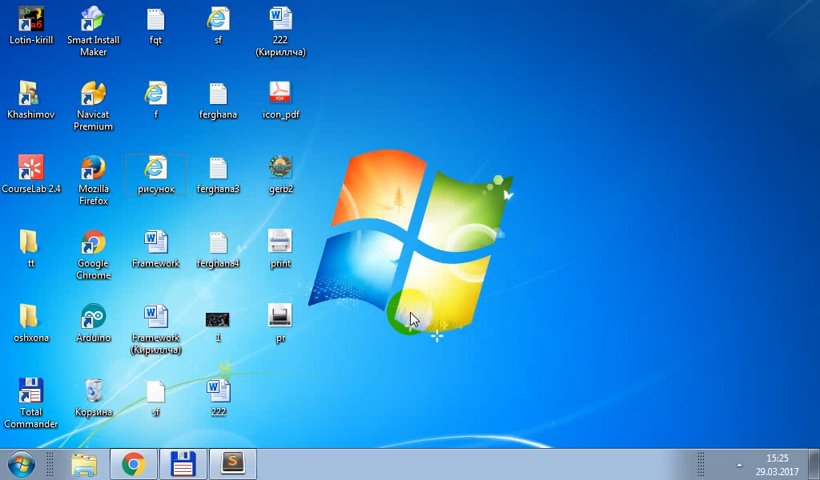 Lotin-kirill
Smart Install
Maker
fqt
sf
222
(Кириллча)
Khashimov
Navicat
Premium
f
ferghana
icon_pdf
CourseLab 2.4
Mozilla
Firefox
рисунок
ferghana3
gerb2
tt
Google
Chrome
Framework
ferghana4
print
oshxona
Arduino
Framework
(Кириллча)
1
pr
Total
Commander
Корзина
sf
222
15:25
29.03.2017